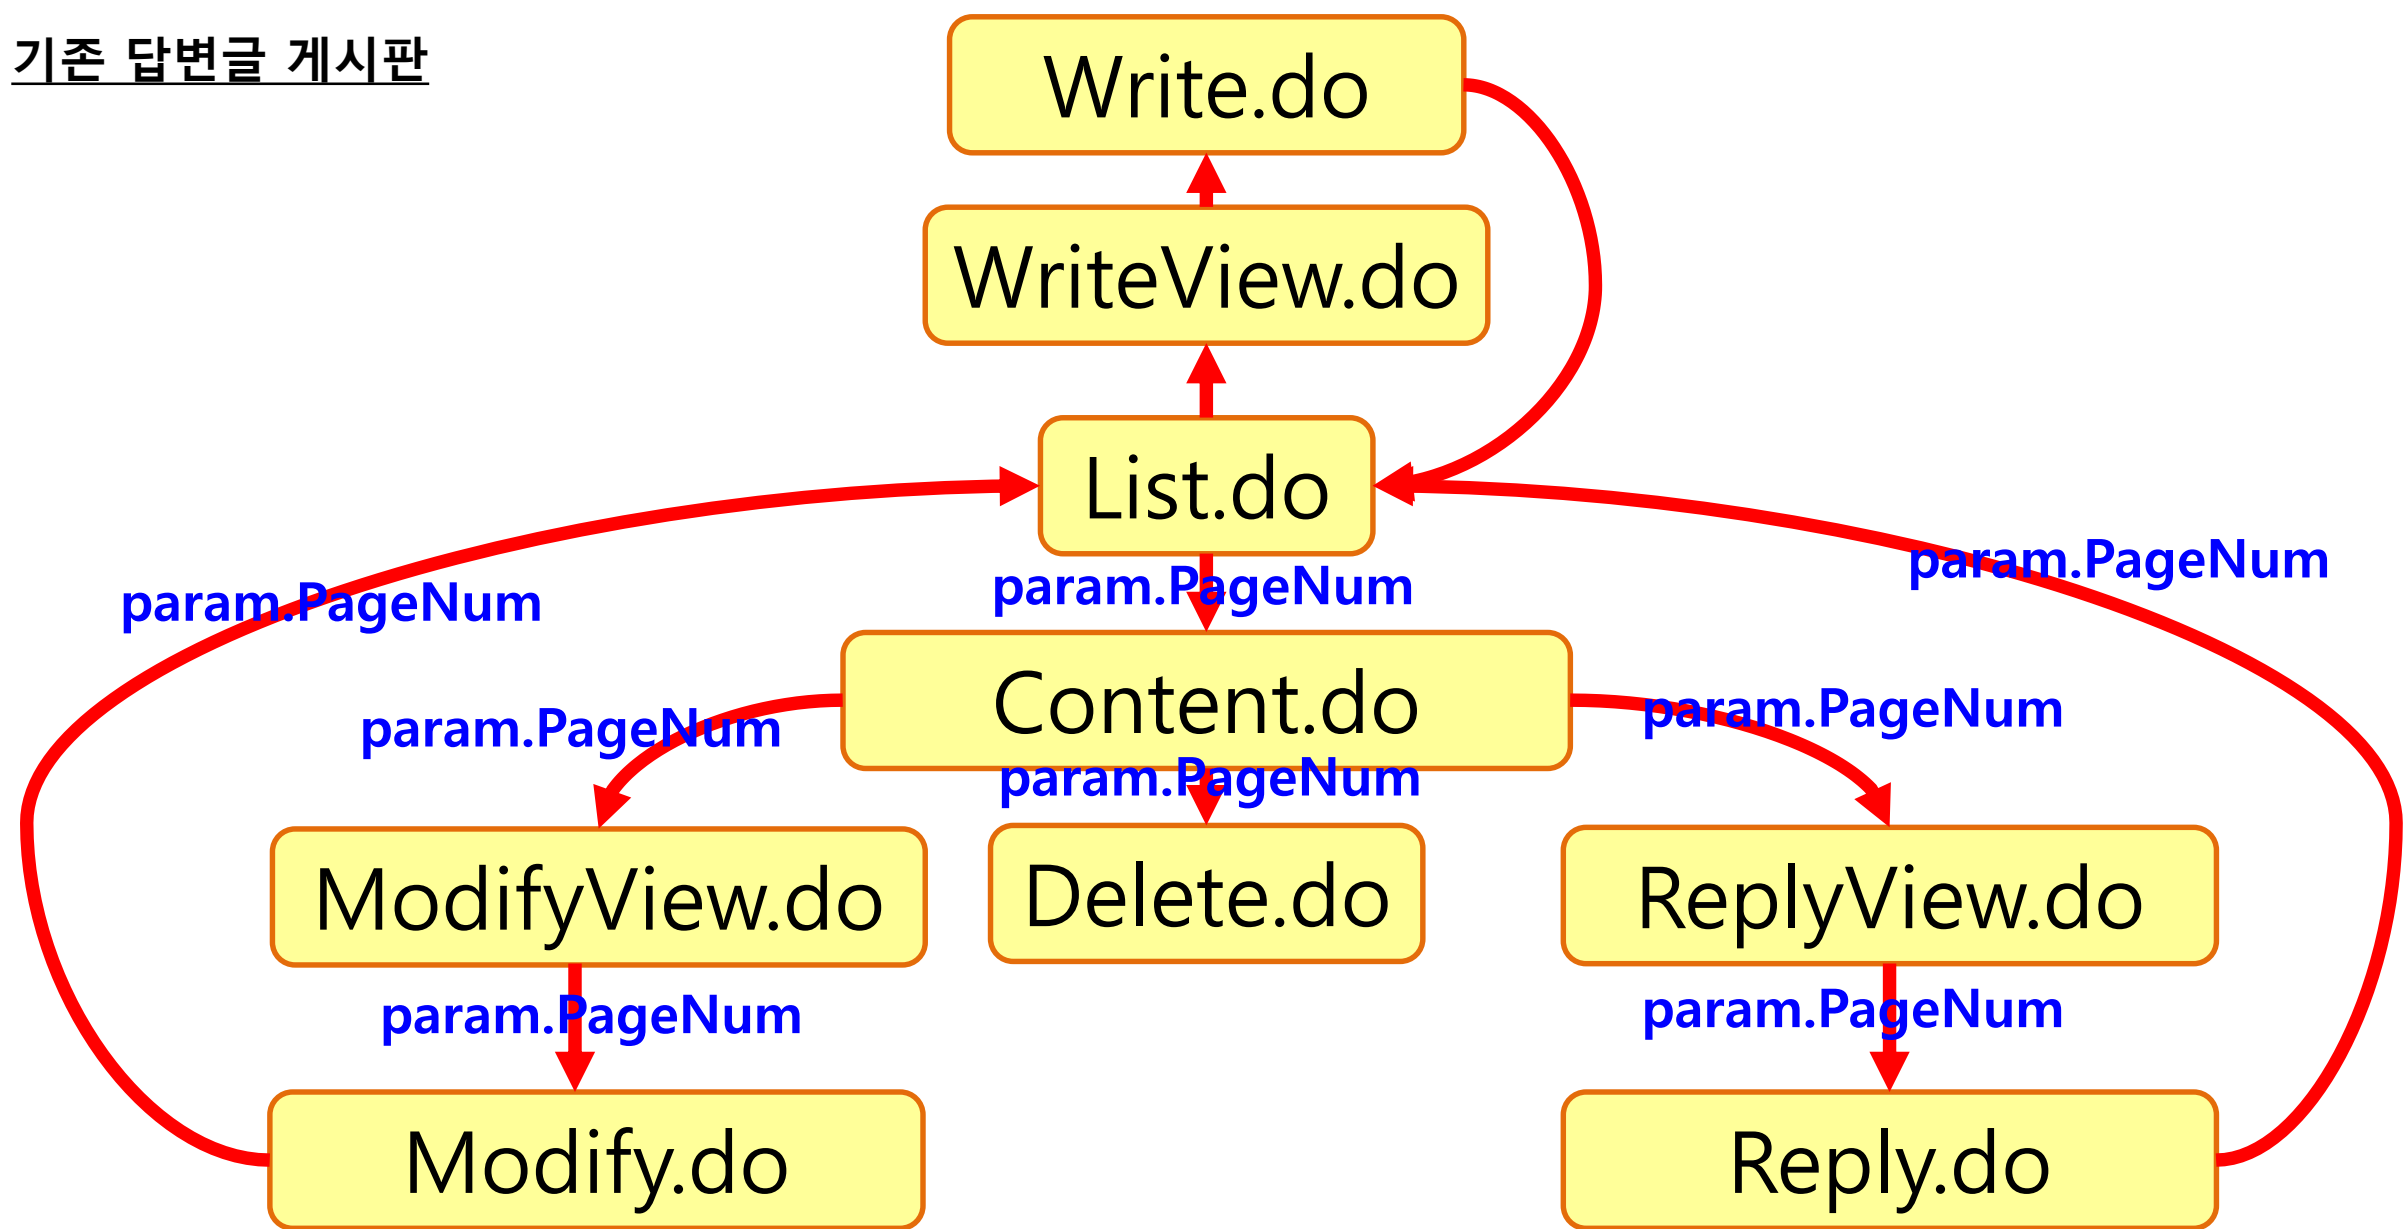 기존 답변글 게시판
Write.do
WriteView.do
List.do
param.PageNum
param.PageNum
param.PageNum
Content.do
param.PageNum
param.PageNum
param.PageNum
ModifyView.do
Delete.do
ReplyView.do
param.PageNum
param.PageNum
Modify.do
Reply.do